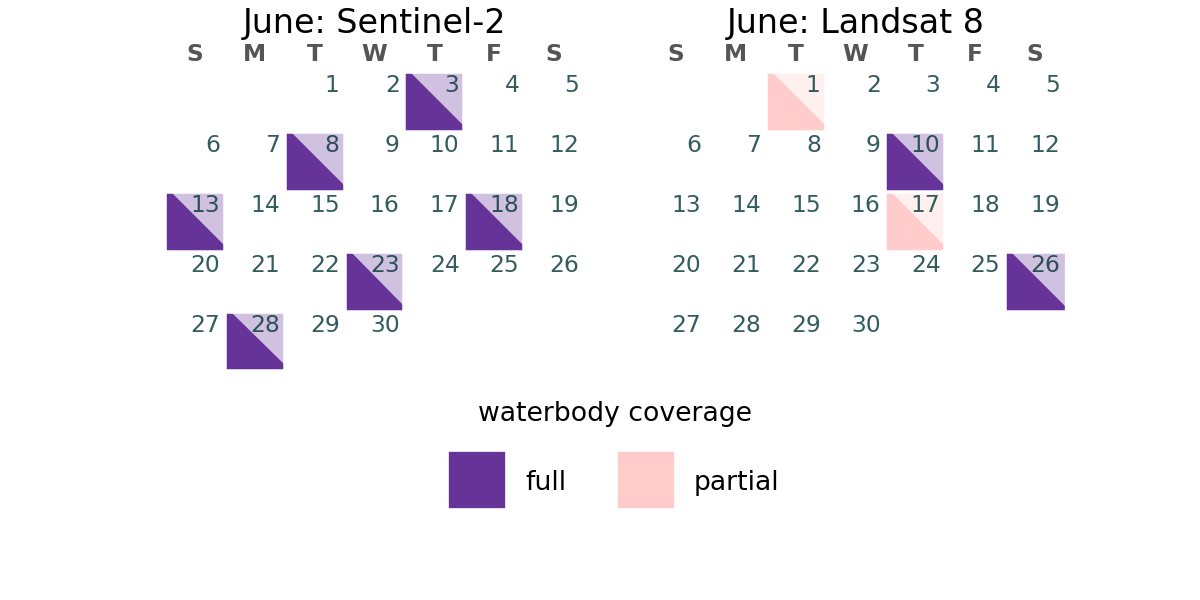 June: Sentinel-2
S M T W T F S
1 2 3 4 5
6 7 8 9 10 11 12
13 14 15 16 17 18 19
20 21 22 23 24 25 26
27 28 29 30
June: Landsat 8
S M T W T F S
1 2 3 4 5
6 7 8 9 10 11 12
13 14 15 16 17 18 19
20 21 22 23 24 25 26
27 28 29 30
waterbody coverage
full partial